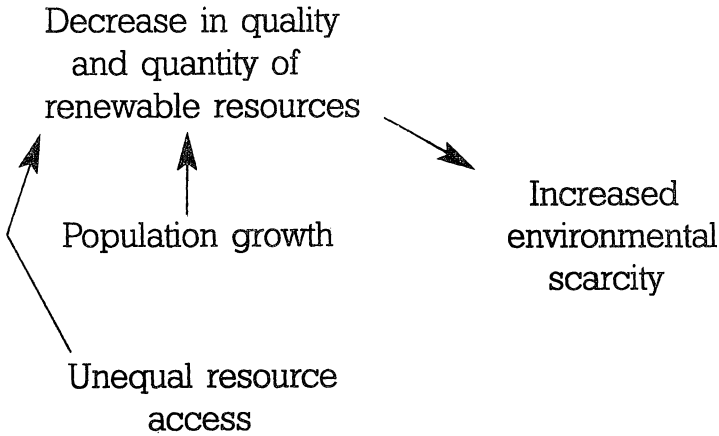 Decrease in quality
and quantity of
renewable resources
Increased
environmental
scarcity
Population growth
Unequal resource
access